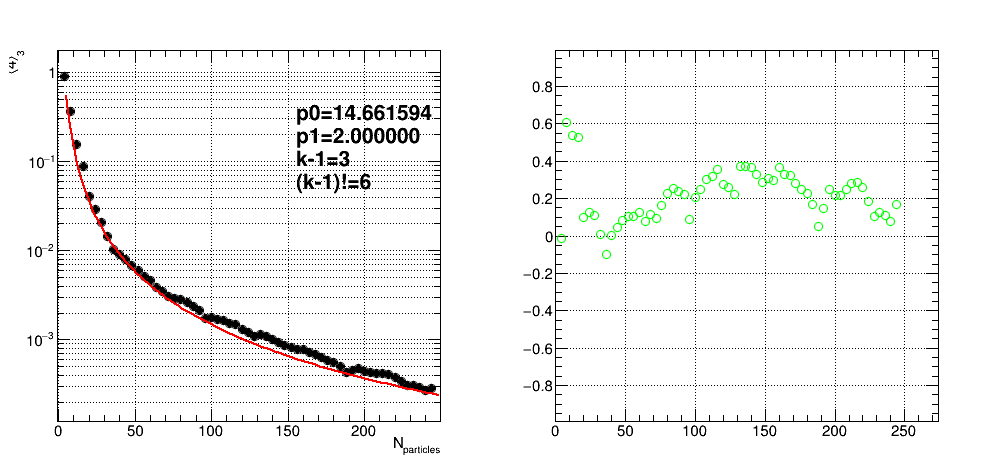 ⟨4⟩₃
1
10⁻¹
10⁻²
10⁻³
p0=14.661594
p1=2.000000
k-1=3
(k-1)!=6
0 50 100 150 200
N_particles
0.8
0.6
0.4
0.2
0
−0.2
−0.4
−0.6
−0.8
0 50 100 150 200 250